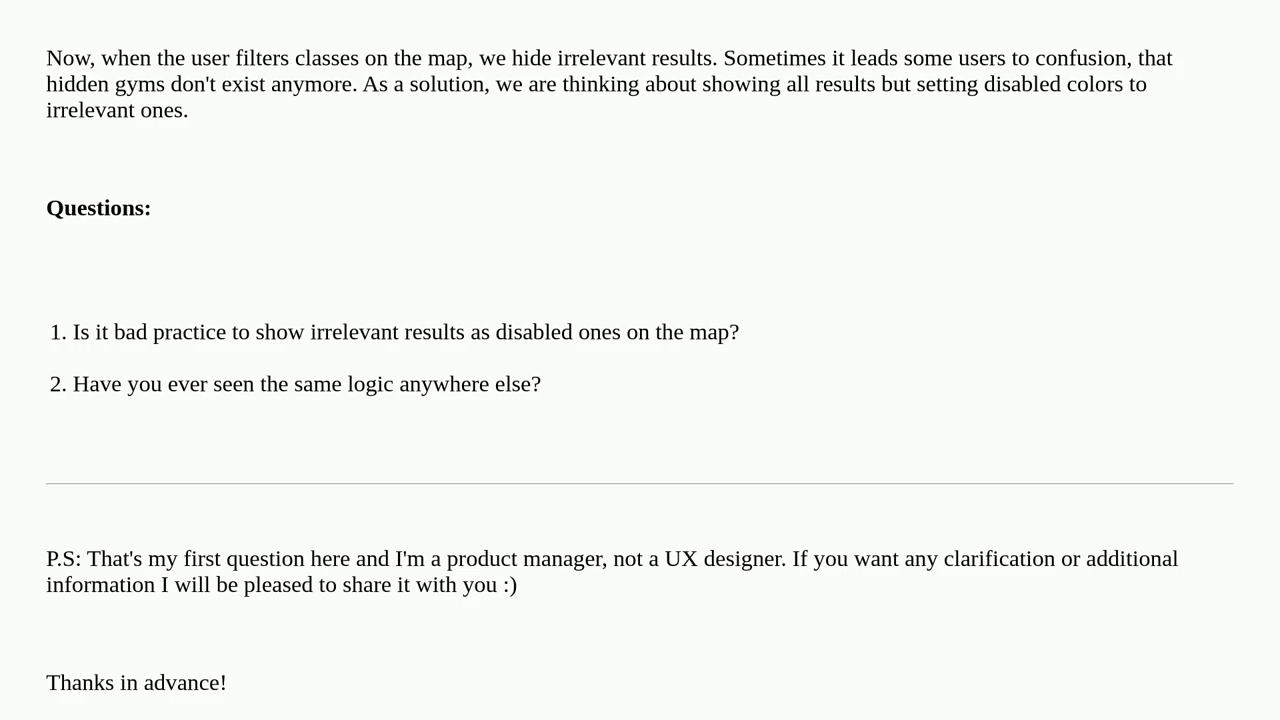 Now, when the user filters classes on the map, we hide irrelevant results. Sometimes it leads some users to confusion, that
hidden gyms don't exist anymore. As a solution, we are thinking about showing all results but setting disabled colors to
irrelevant ones.
Questions:
1. Is it bad practice to show irrelevant results as disabled ones on the map?
2. Have you ever seen the same logic anywhere else?
P.S: That's my first question here and I'm a product manager, not a UX designer. If you want any clarification or additional
information I will be pleased to share it with you :)
Thanks in advance!